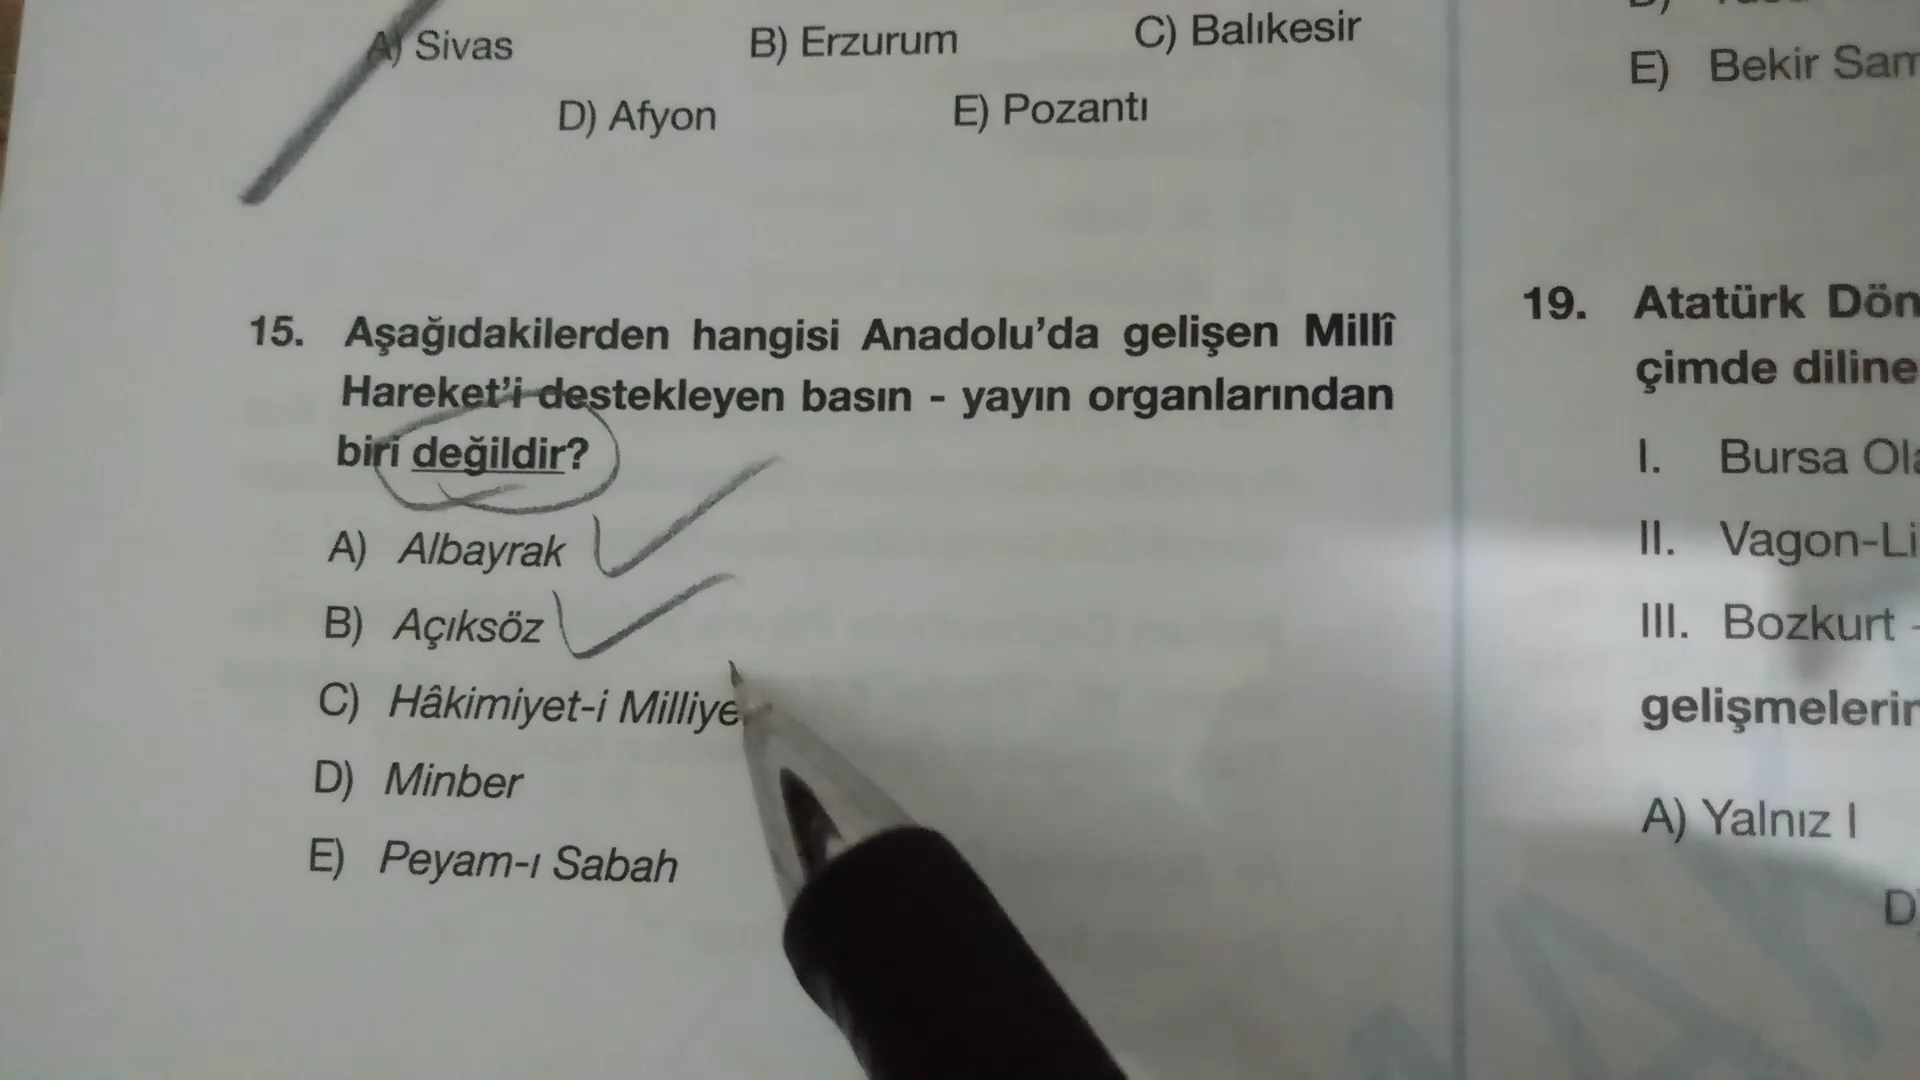 A) Sivas
B) Erzurum
C) Balıkesir
D) Afyon
E) Pozantı
15. Aşağıdakilerden hangisi Anadolu'da gelişen Millî
Hareket'i destekleyen basın - yayın organlarından
biri değildir?
A) Albayrak
B) Açıksöz
C) Hâkimiyet-i Milliye
D) Minber
E) Peyam-ı Sabah
E) Bekir Sam
19. Atatürk Dön
çimde diline
I. Bursa Ola
II. Vagon-Li
III. Bozkurt -
gelişmelerin
A) Yalnız I
D)